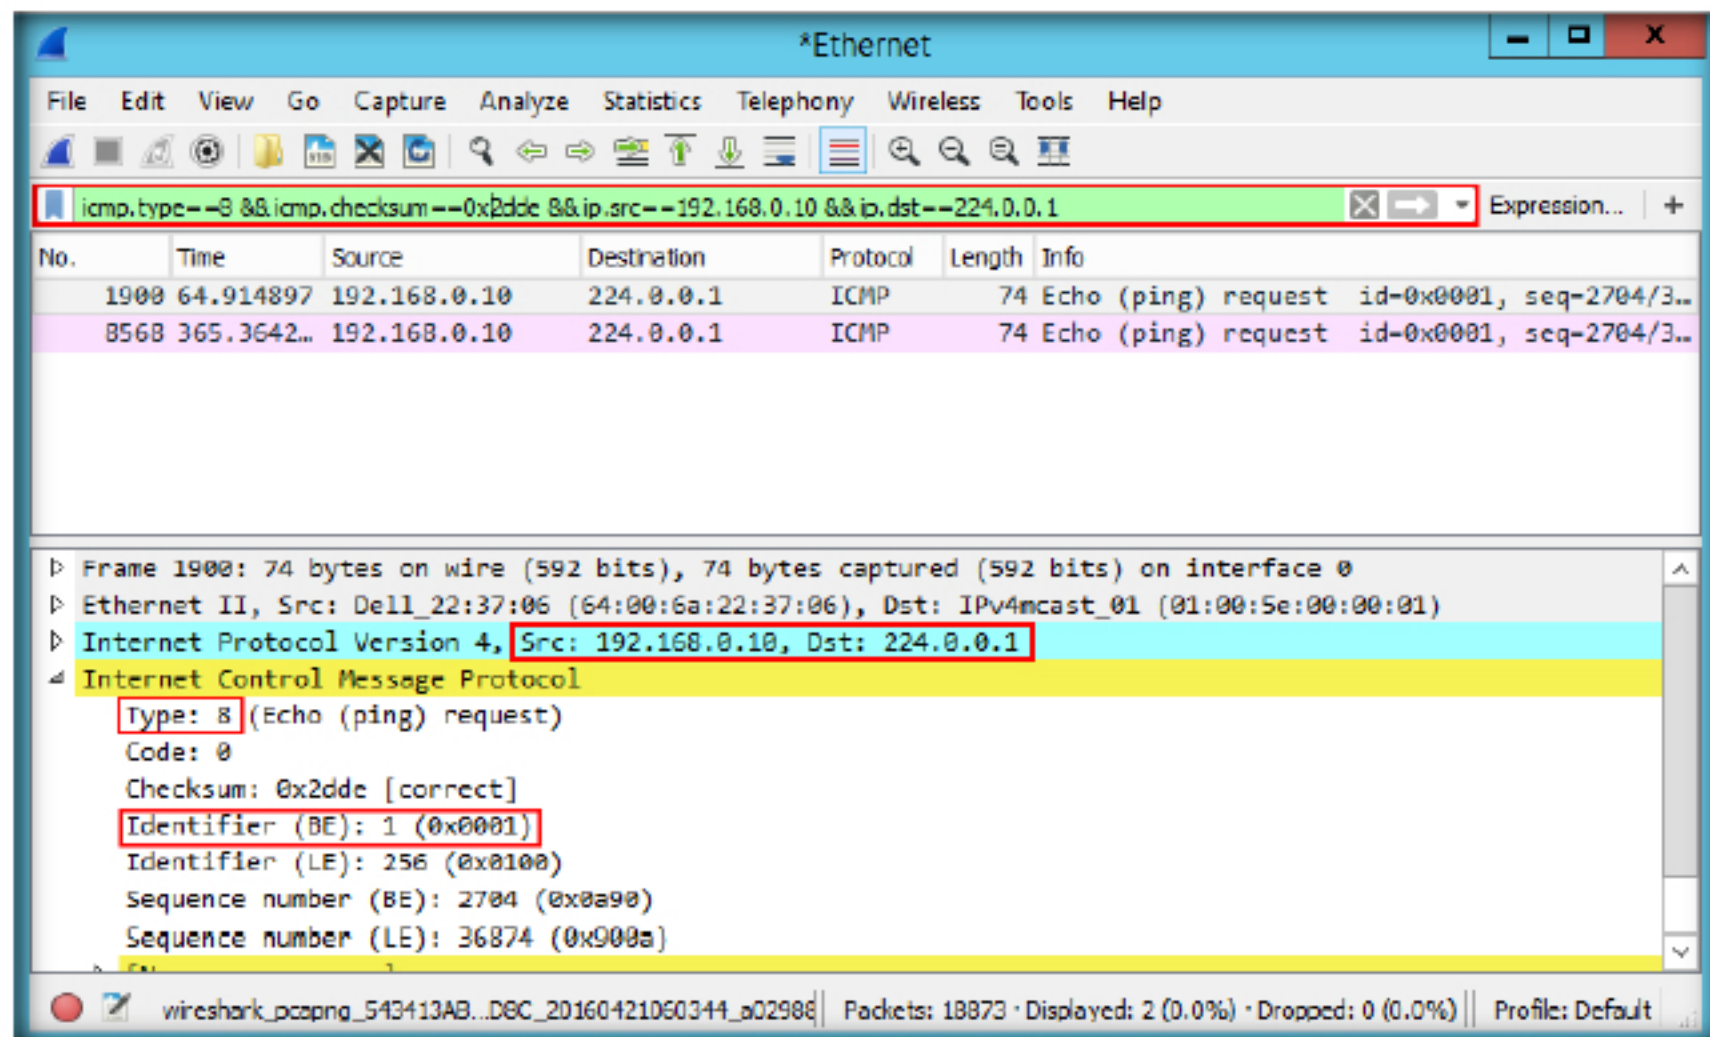 *Ethernet
File Edit View Go Capture Analyze Statistics Telephony Wireless Tools Help
icmp.type==8 && icmp.checksum==0x2dde && ip.src==192.168.0.10 && ip.dst==224.0.0.1 Expression... +
No. Time Source Destination Protocol Length Info
1900 64.914897 192.168.0.10 224.0.0.1 ICMP 74 Echo (ping) request id=0x0001, seq=2704/3…
8568 365.3642… 192.168.0.10 224.0.0.1 ICMP 74 Echo (ping) request id=0x0001, seq=2704/3…
Frame 1900: 74 bytes on wire (592 bits), 74 bytes captured (592 bits) on interface 0
Ethernet II, Src: Dell_22:37:06 (64:00:6a:22:37:06), Dst: IPv4mcast_01 (01:00:5e:00:00:01)
Internet Protocol Version 4, Src: 192.168.0.10, Dst: 224.0.0.1
Internet Control Message Protocol
Type: 8 (Echo (ping) request)
Code: 0
Checksum: 0x2dde [correct]
Identifier (BE): 1 (0x0001)
Identifier (LE): 256 (0x0100)
Sequence number (BE): 2704 (0x0a90)
Sequence number (LE): 36874 (0x900a)
wireshark_pcapng_543413AB...D8C_20160421060344_a02988 Packets: 18873 · Displayed: 2 (0.0%) · Dropped: 0 (0.0%) Profile: Default